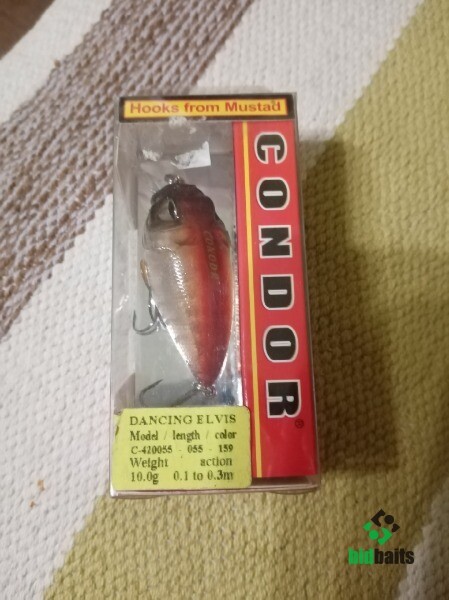 Hooks from Mustad
CONDOR®
CONDOR
DANCING ELVIS
Model / length / color
C-420055 - 055 - 159
Weight action
10.0g 0.1 to 0.3m
bidbaits